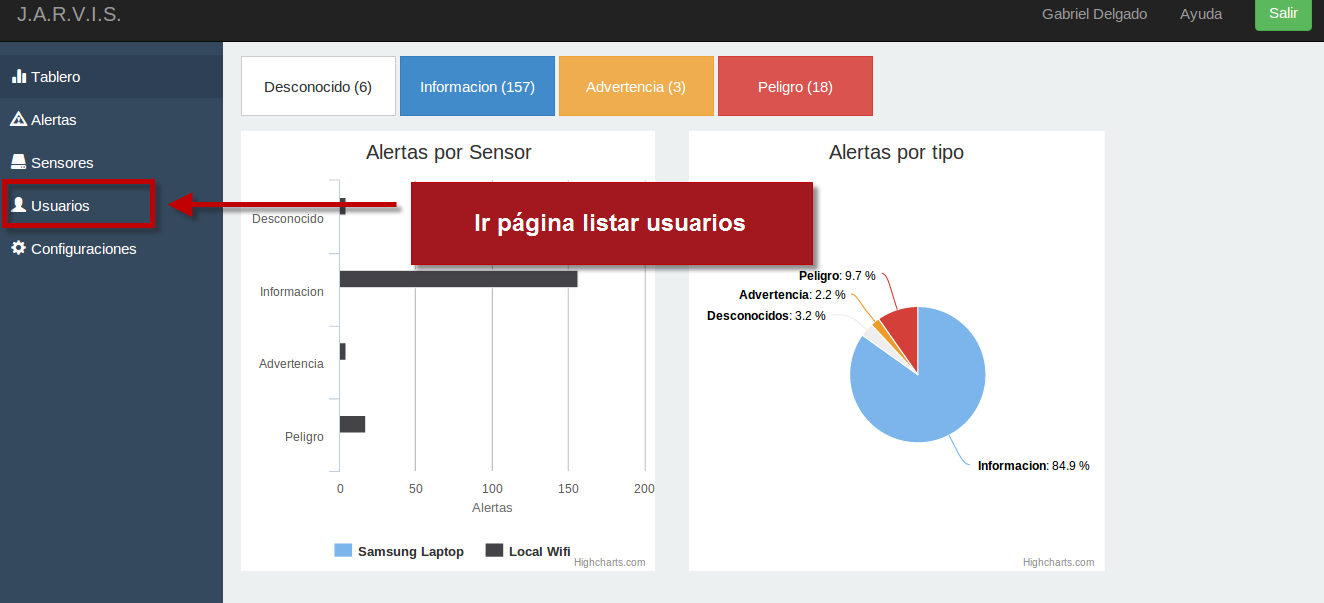 J.A.R.V.I.S.
Gabriel Delgado Ayuda Salir
Tablero
Alertas
Sensores
Usuarios
Configuraciones
Desconocido (6) Informacion (157) Advertencia (3) Peligro (18)
Alertas por Sensor
Desconocido
Informacion
Advertencia
Peligro
0 50 100 150 200
Alertas
Samsung Laptop Local Wifi
Highcharts.com
Ir página listar usuarios
Alertas por tipo
Peligro: 9.7 %
Advertencia: 2.2 %
Desconocidos: 3.2 %
Informacion: 84.9 %
Highcharts.com